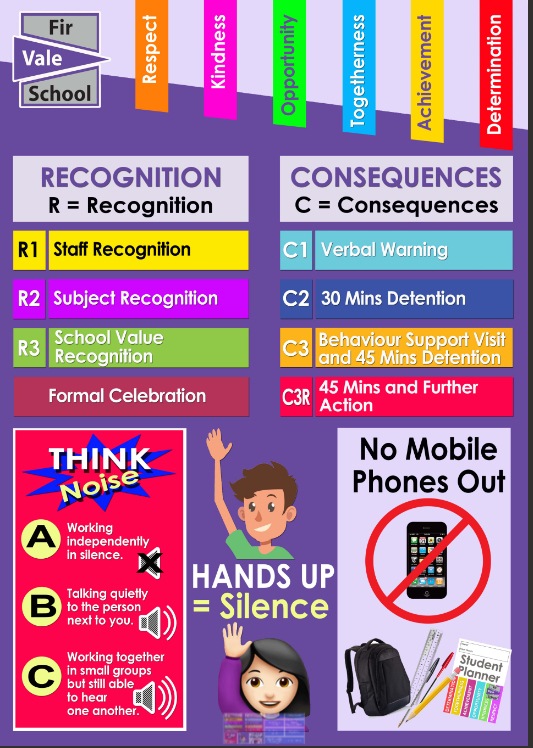 Fir
Vale
School
Respect
Kindness
Opportunity
Togetherness
Achievement
Determination
RECOGNITION
R = Recognition
R1 Staff Recognition
R2 Subject Recognition
R3 School Value
Recognition
Formal Celebration
CONSEQUENCES
C = Consequences
C1 Verbal Warning
C2 30 Mins Detention
C3 Behaviour Support Visit
and 45 Mins Detention
C3R 45 Mins and Further
Action
THINK
Noise
A Working
independently
in silence.
B Talking quietly
to the person
next to you.
C Working together
in small groups
but still able
to hear
one another.
HANDS UP
= Silence
No Mobile
Phones Out
Student
Planner